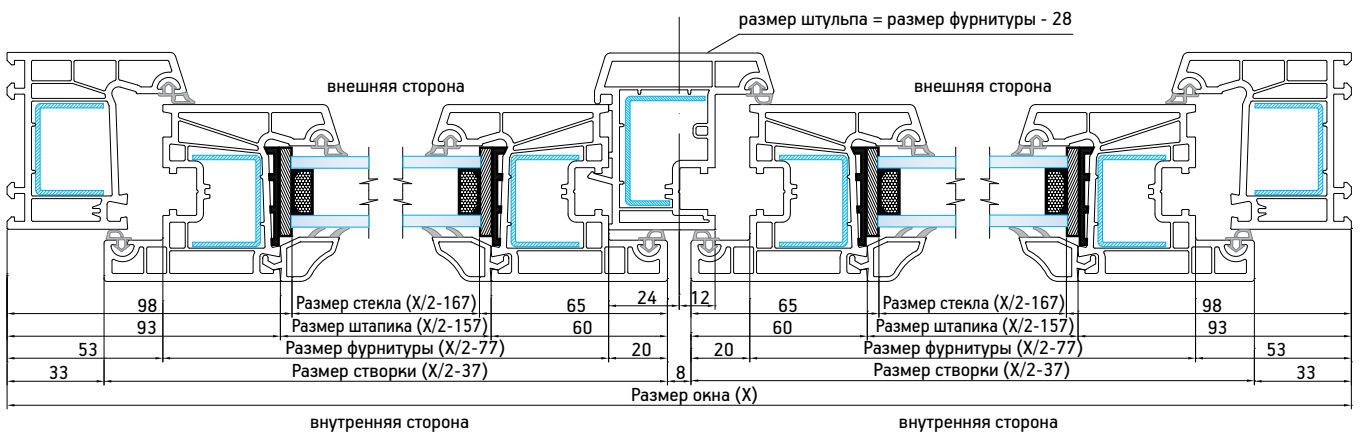 размер штульпа = размер фурнитуры - 28
внешняя сторона
внешняя сторона
98
Размер стекла (X/2-167)
65
24
12
65
Размер стекла (X/2-167)
98
93
Размер штапика (X/2-157)
60
60
Размер штапика (X/2-157)
93
53
Размер фурнитуры (X/2-77)
20
20
Размер фурнитуры (X/2-77)
53
33
Размер створки (X/2-37)
8
Размер створки (X/2-37)
33
Размер окна (X)
внутренняя сторона
внутренняя сторона